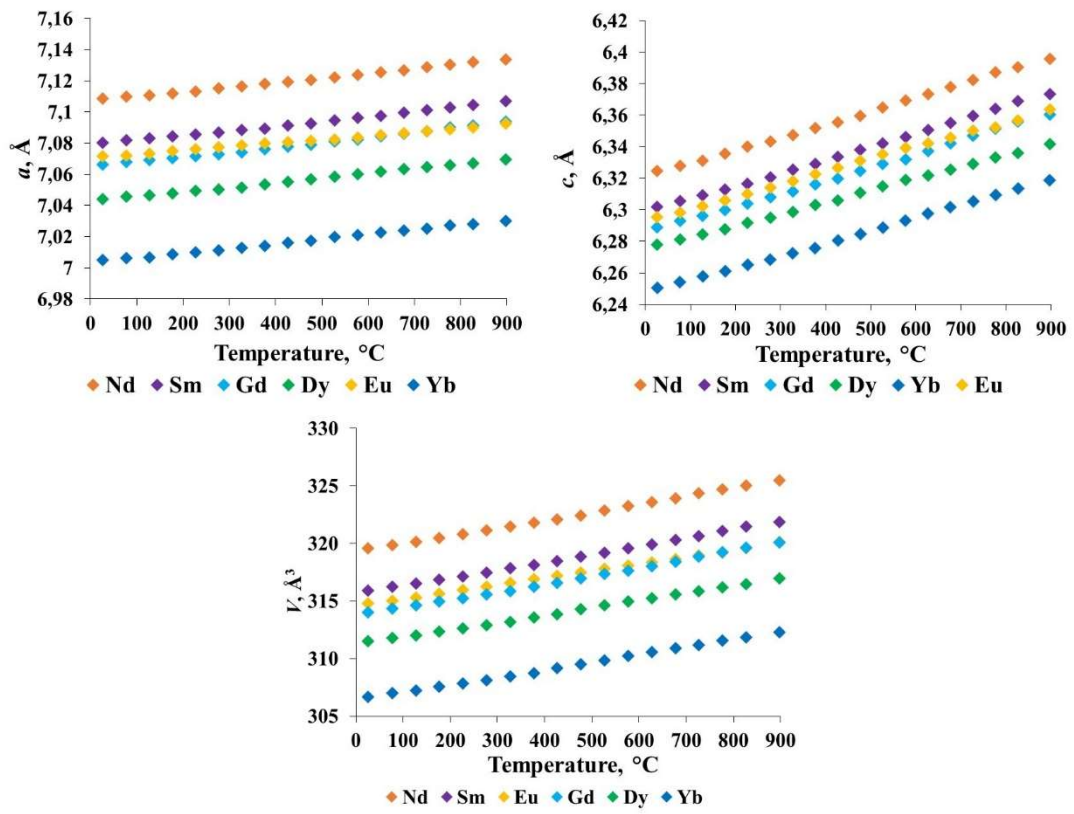 7,16
7,14
7,12
7,1
7,08
7,06
7,04
7,02
7
6,98
a, Å
0 100 200 300 400 500 600 700 800 900
Temperature, °C
Nd Sm Gd Dy Eu Yb
6,42
6,4
6,38
6,36
6,34
6,32
6,3
6,28
6,26
6,24
c, Å
0 100 200 300 400 500 600 700 800 900
Temperature, °C
Nd Sm Gd Dy Yb Eu
330
325
320
315
310
305
V, Å³
0 100 200 300 400 500 600 700 800 900
Temperature, °C
Nd Sm Eu Gd Dy Yb